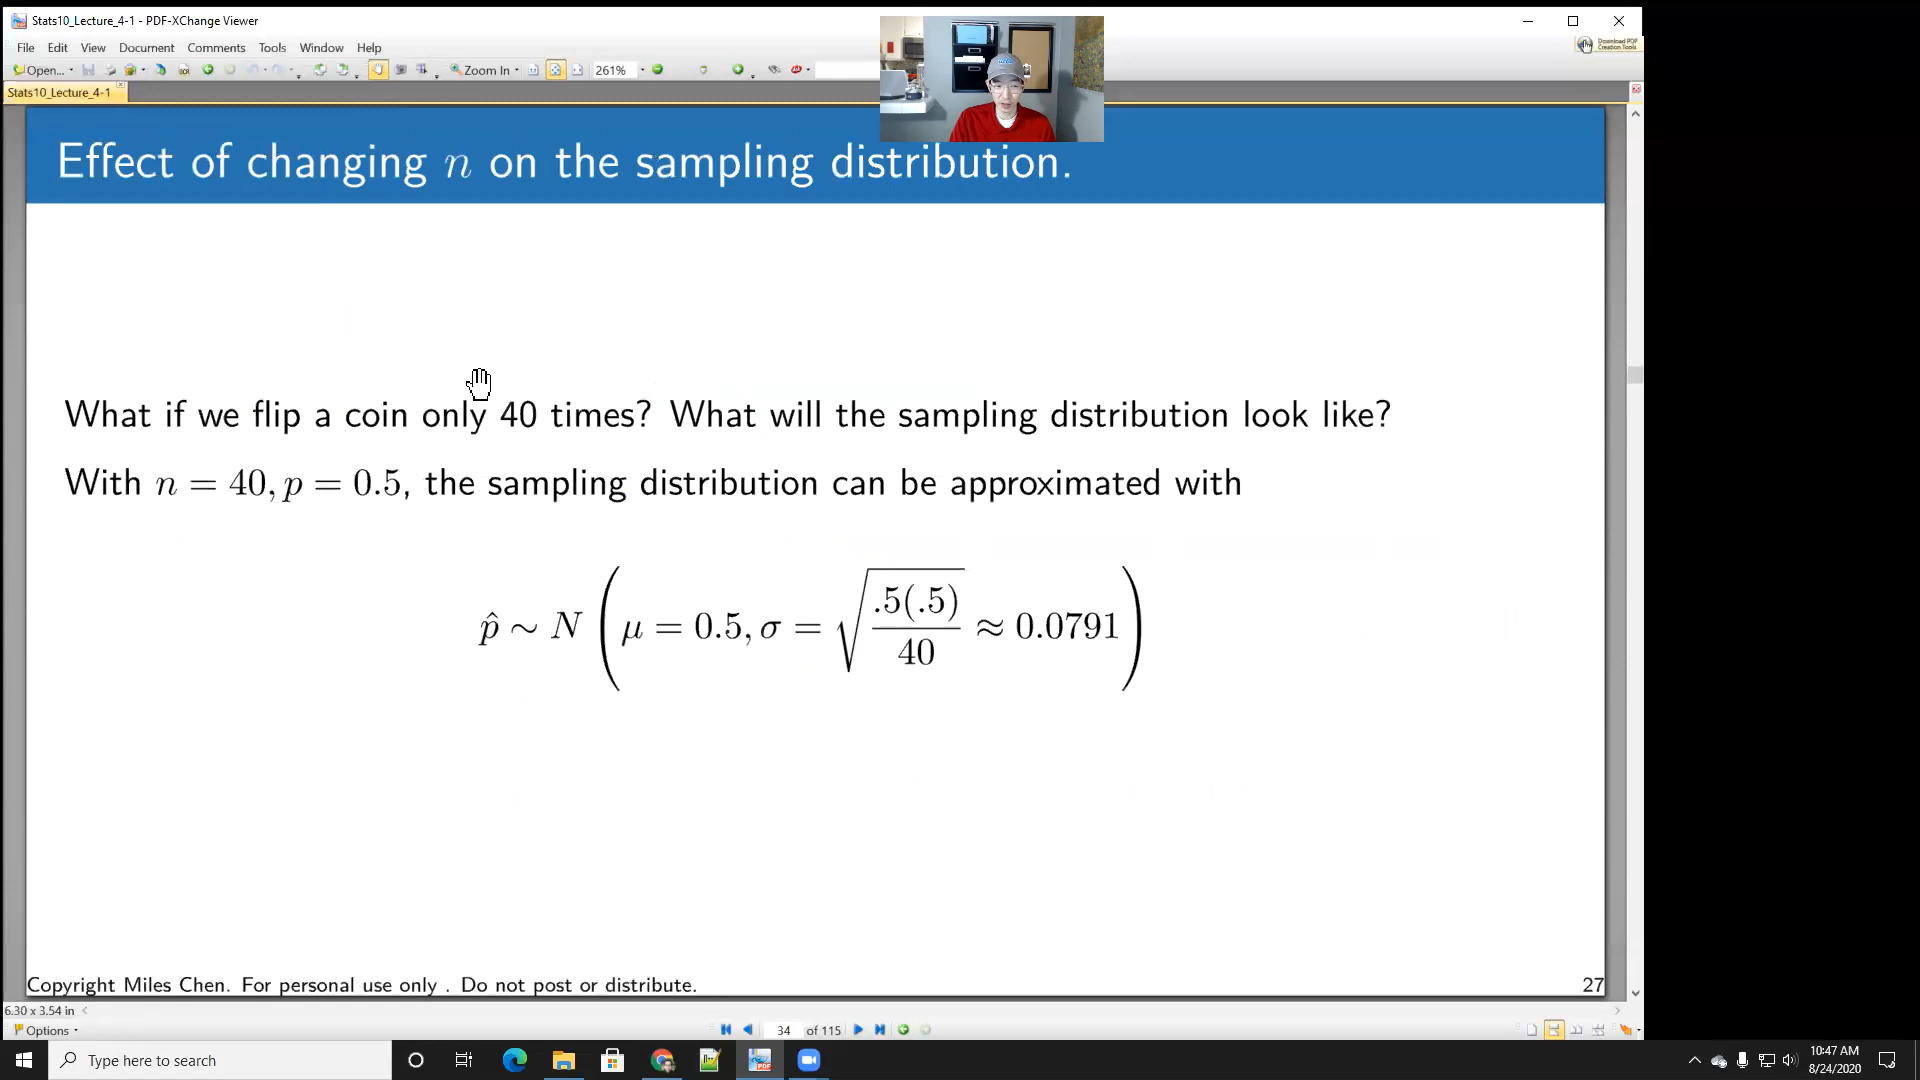 Stats10_Lecture_4-1 - PDF-XChange Viewer
File Edit View Document Comments Tools Window Help
Download PDF
Creation Tools
Open... Zoom In 261%
Stats10_Lecture_4-1
Effect of changing n on the sampling distribution.
What if we flip a coin only 40 times? What will the sampling distribution look like?
With n = 40, p = 0.5, the sampling distribution can be approximated with
p̂ ∼ N (μ = 0.5, σ = √(.5(.5)/40) ≈ 0.0791)
Copyright Miles Chen. For personal use only . Do not post or distribute. 27
6.30 x 3.54 in
Options 34 of 115
Type here to search
10:47 AM
8/24/2020